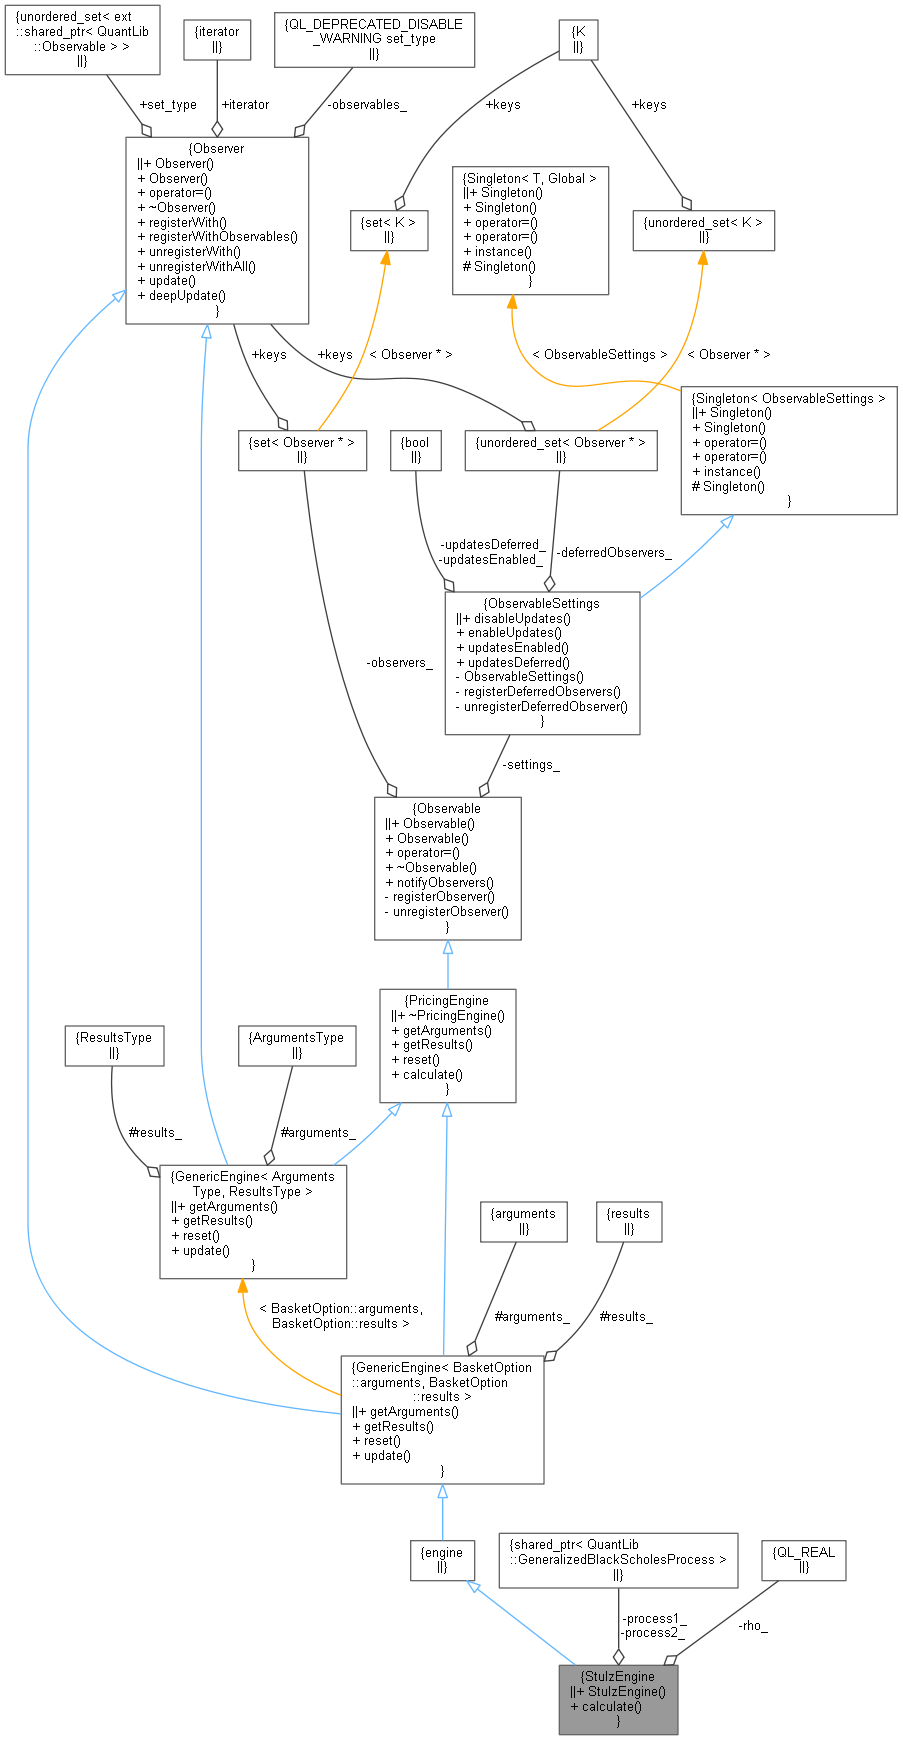 {unordered_set< ext
::shared_ptr< QuantLib
::Observable > >
||}
{iterator
||}
{QL_DEPRECATED_DISABLE
_WARNING set_type
||}
{K
||}
+set_type
+iterator
-observables_
+keys
+keys
{Observer
||+ Observer()
+ Observer()
+ operator=()
+ ~Observer()
+ registerWith()
+ registerWithObservables()
+ unregisterWith()
+ unregisterWithAll()
+ update()
+ deepUpdate()
}
{set< K >
||}
{Singleton< T, Global >
||+ Singleton()
+ Singleton()
+ operator=()
+ operator=()
+ instance()
# Singleton()
}
{unordered_set< K >
||}
+keys
+keys
< Observer * >
< ObservableSettings >
< Observer * >
{set< Observer * >
||}
{bool
||}
{unordered_set< Observer * >
||}
{Singleton< ObservableSettings >
||+ Singleton()
+ Singleton()
+ operator=()
+ operator=()
+ instance()
# Singleton()
}
-updatesDeferred_
-updatesEnabled_
-deferredObservers_
{ObservableSettings
||+ disableUpdates()
+ enableUpdates()
+ updatesEnabled()
+ updatesDeferred()
- ObservableSettings()
- registerDeferredObservers()
- unregisterDeferredObserver()
}
-observers_
-settings_
{Observable
||+ Observable()
+ Observable()
+ operator=()
+ ~Observable()
+ notifyObservers()
- registerObserver()
- unregisterObserver()
}
{PricingEngine
||+ ~PricingEngine()
+ getArguments()
+ getResults()
+ reset()
+ calculate()
}
{ResultsType
||}
{ArgumentsType
||}
#results_
#arguments_
{GenericEngine< Arguments
Type, ResultsType >
||+ getArguments()
+ getResults()
+ reset()
+ update()
}
{arguments
||}
{results
||}
< BasketOption::arguments,
BasketOption::results >
#arguments_
#results_
{GenericEngine< BasketOption
::arguments, BasketOption
::results >
||+ getArguments()
+ getResults()
+ reset()
+ update()
}
{engine
||}
{shared_ptr< QuantLib
::GeneralizedBlackScholesProcess >
||}
{QL_REAL
||}
-process1_
-process2_
-rho_
{StulzEngine
||+ StulzEngine()
+ calculate()
}